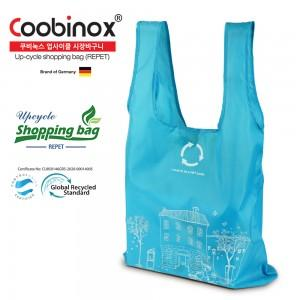 Coobinox®
쿠비녹스 업사이클 시장바구니
Up-cycle shopping bag (REPET)
Brand of Germany
Upcycle
Shopping bag
REPET
Global Recycled
Standard